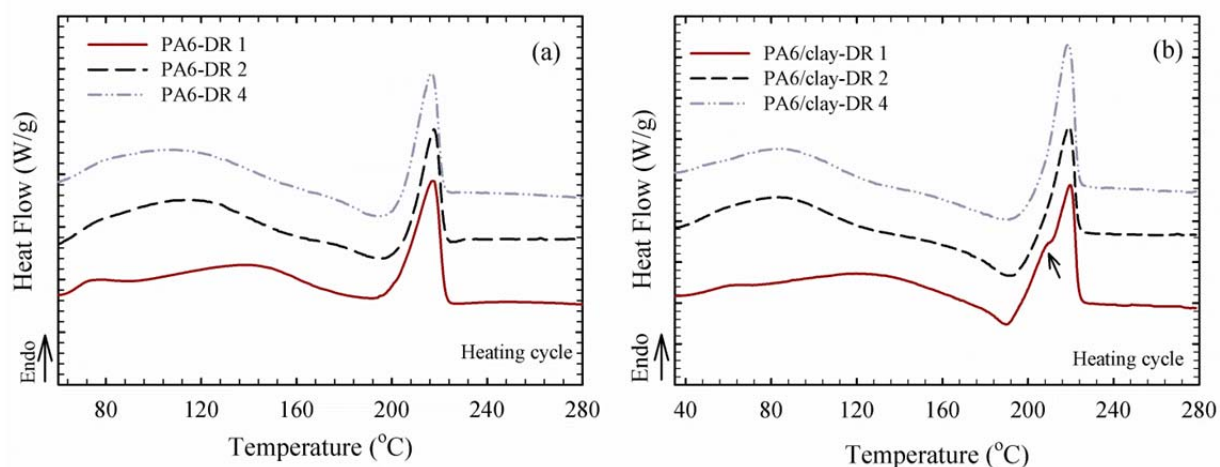 (a)
PA6-DR 1
PA6-DR 2
PA6-DR 4
Heat Flow (W/g)
Endo
Heating cycle
80 120 160 200 240 280
Temperature (°C)
(b)
PA6/clay-DR 1
PA6/clay-DR 2
PA6/clay-DR 4
Heat Flow (W/g)
Endo
Heating cycle
40 80 120 160 200 240 280
Temperature (°C)